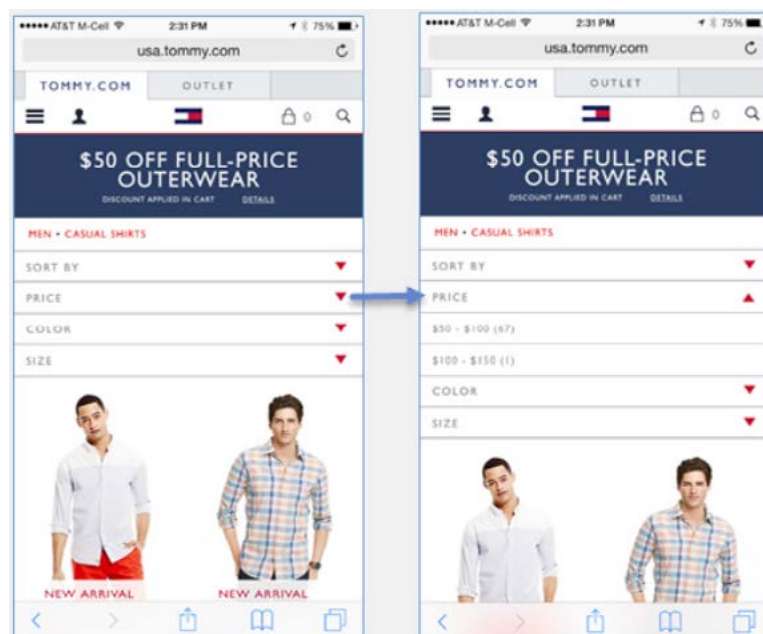 AT&T M-Cell 2:31 PM 75%
usa.tommy.com
TOMMY.COM OUTLET
0
$50 OFF FULL-PRICE
OUTERWEAR
DISCOUNT APPLIED IN CART DETAILS
MEN • CASUAL SHIRTS
SORT BY
PRICE
COLOR
SIZE
NEW ARRIVAL NEW ARRIVAL
AT&T M-Cell 2:31 PM 75%
usa.tommy.com
TOMMY.COM OUTLET
0
$50 OFF FULL-PRICE
OUTERWEAR
DISCOUNT APPLIED IN CART DETAILS
MEN • CASUAL SHIRTS
SORT BY
PRICE
$50 - $100 (67)
$100 - $150 (1)
COLOR
SIZE